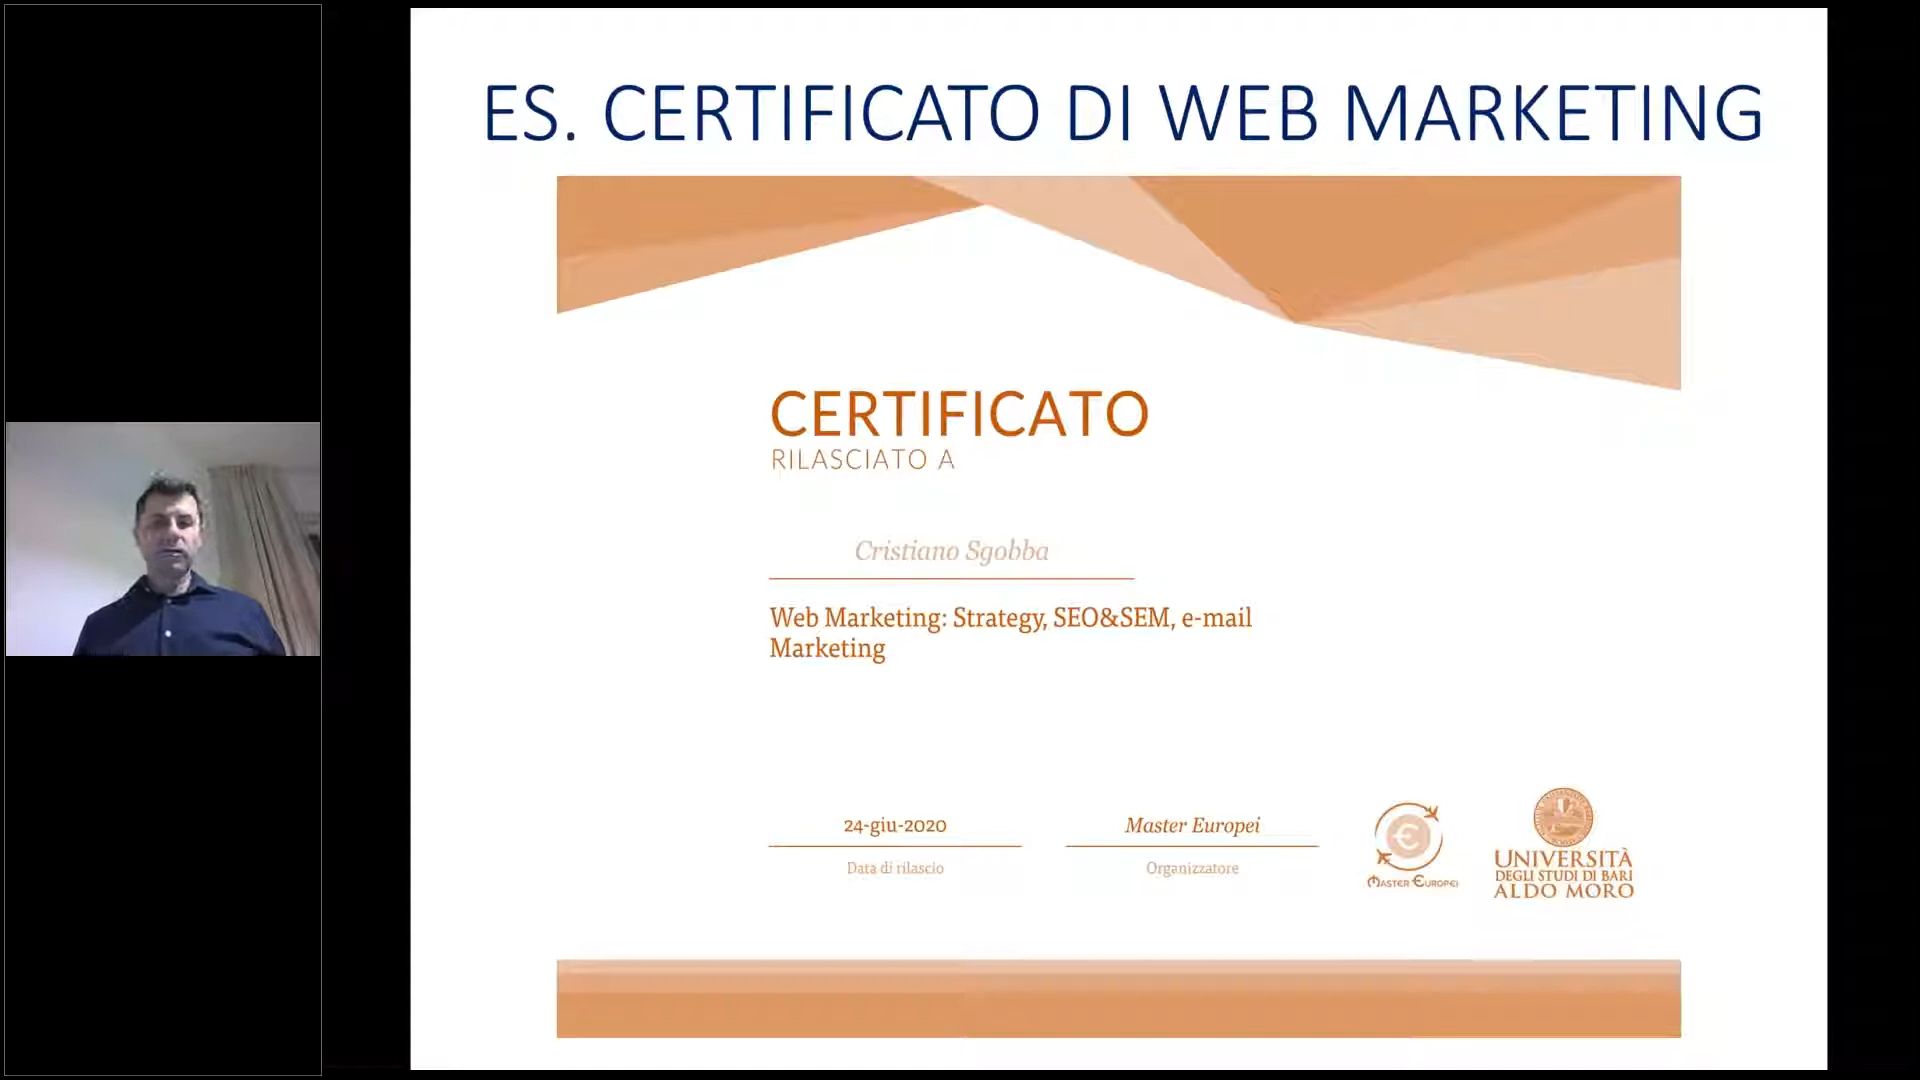 ES. CERTIFICATO DI WEB MARKETING
CERTIFICATO
RILASCIATO A
Cristiano Sgobba
Web Marketing: Strategy, SEO&SEM, e-mail
Marketing
24-giu-2020
Data di rilascio
Master Europei
Organizzatore
€
MASTER EUROPEI
UNIVERSITÀ
DEGLI STUDI DI BARI
ALDO MORO